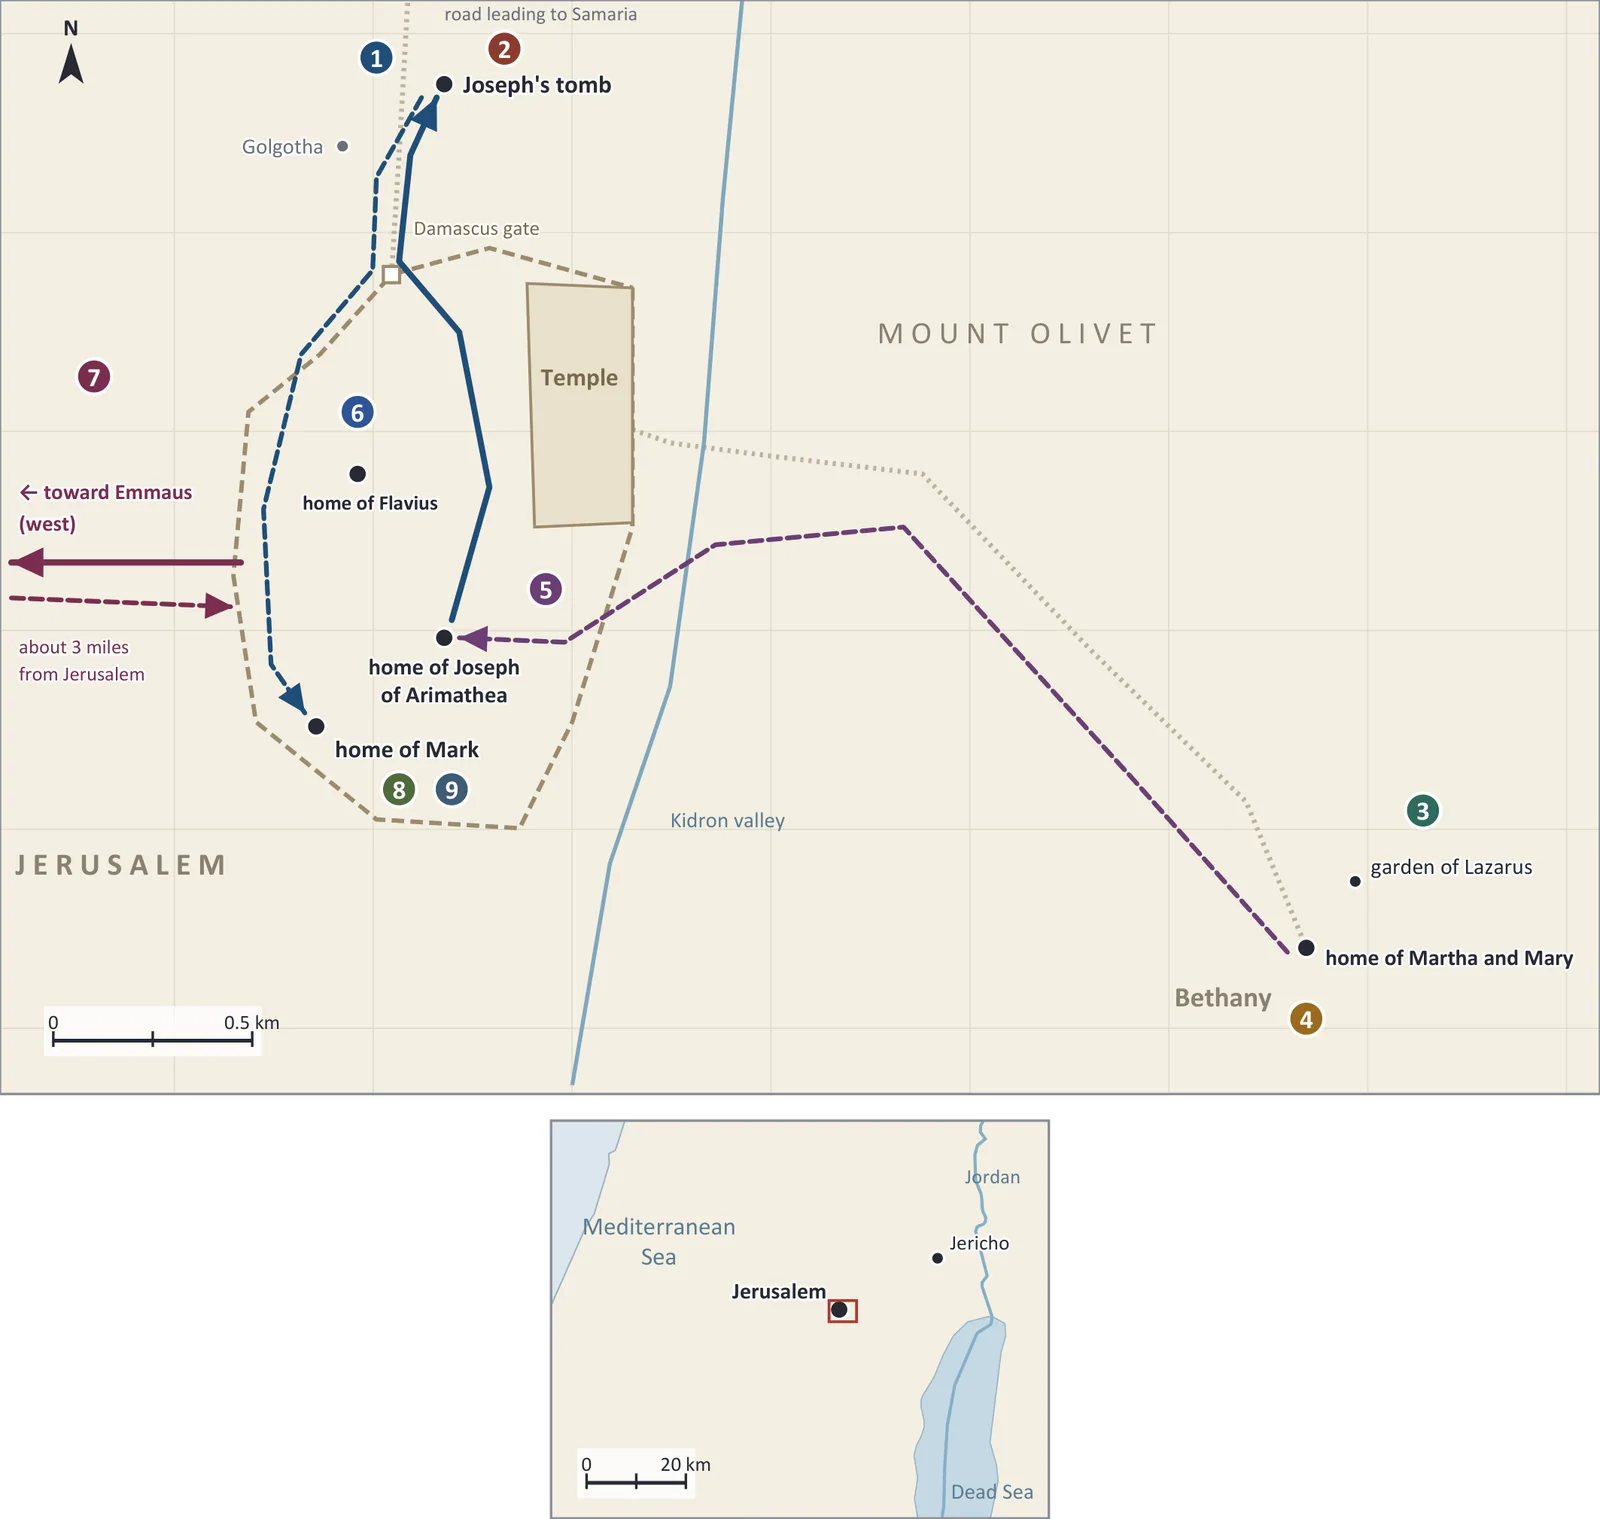 road leading to Samaria
N
1
2
Joseph's tomb
Golgotha
Damascus gate
MOUNT OLIVET
Temple
7
6
← toward Emmaus
(west)
home of Flavius
5
about 3 miles
from Jerusalem
home of Joseph
of Arimathea
home of Mark
8
9
Kidron valley
3
JERUSALEM
garden of Lazarus
home of Martha and Mary
Bethany
4
0
0.5 km
Jordan
Mediterranean
Sea
Jericho
Jerusalem
0
20 km
Dead Sea